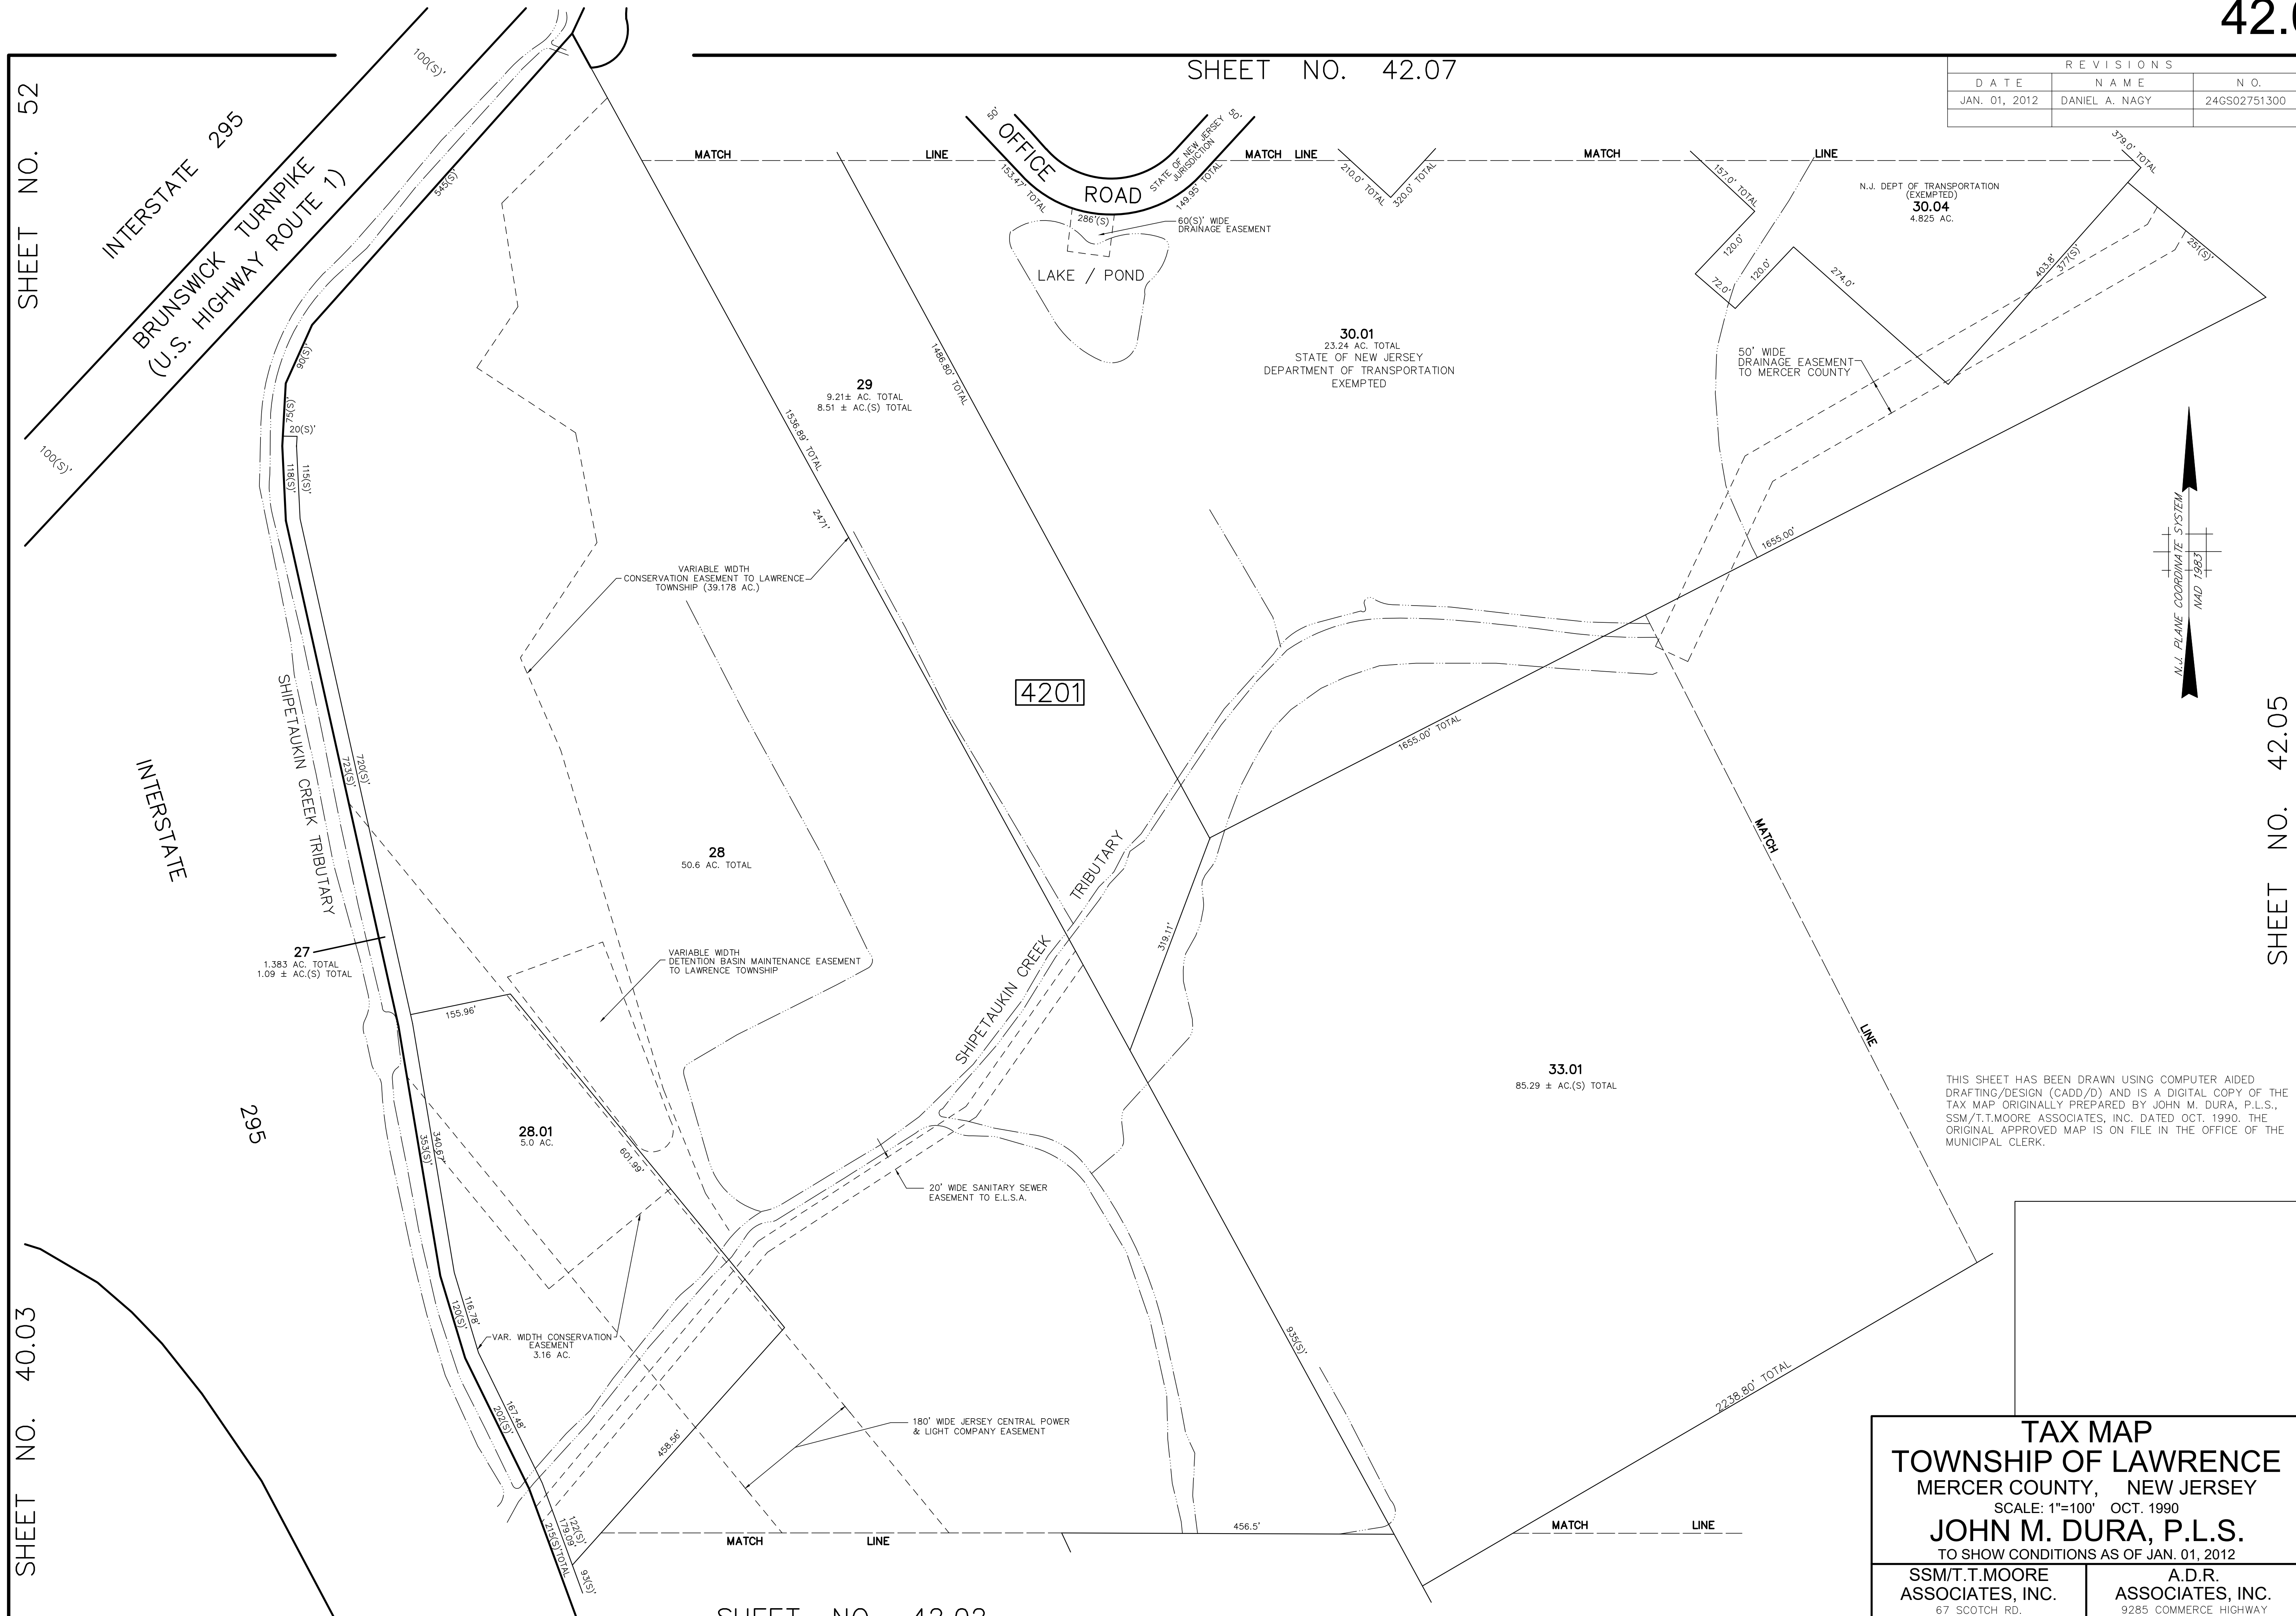 42.0
SHEET NO. 42.07
SHEET NO. 52
REVISIONS
DATE NAME NO.
JAN. 01, 2012 DANIEL A. NAGY 24GS02751300
INTERSTATE 295
BRUNSWICK TURNPIKE
(U.S. HIGHWAY ROUTE 1)
100(S)'
100(S)'
545(S)'
90(S)'
75(S)'
20(S)'
118(S)'
115(S)'
MATCH LINE
MATCH LINE
MATCH LINE
50'
OFFICE ROAD
50'
STATE OF NEW JERSEY
JURISDICTION
153.47' TOTAL
149.95' TOTAL
286'(S)
60(S)' WIDE
DRAINAGE EASEMENT
LAKE / POND
210.0' TOTAL
320.0' TOTAL
157.0' TOTAL
379.0' TOTAL
N.J. DEPT OF TRANSPORTATION
(EXEMPTED)
30.04
4.825 AC.
120.0'
72.0'
120.0'
274.0'
403.8'
377(S)'
251(S)'
30.01
23.24 AC. TOTAL
STATE OF NEW JERSEY
DEPARTMENT OF TRANSPORTATION
EXEMPTED
50' WIDE
DRAINAGE EASEMENT
TO MERCER COUNTY
29
9.21± AC. TOTAL
8.51 ± AC.(S) TOTAL
1486.80' TOTAL
1536.89' TOTAL
2471'
1655.00'
N.J. PLANE COORDINATE SYSTEM
NAD 1983
VARIABLE WIDTH
CONSERVATION EASEMENT TO LAWRENCE
TOWNSHIP (39.178 AC.)
4201
1655.00' TOTAL
SHEET NO. 42.05
SHIPETAUKIN CREEK TRIBUTARY
723(S)'
720(S)'
INTERSTATE
295
28
50.6 AC. TOTAL
SHIPETAUKIN CREEK TRIBUTARY
319.11'
MATCH LINE
27
1.383 AC. TOTAL
1.09 ± AC.(S) TOTAL
VARIABLE WIDTH
DETENTION BASIN MAINTENANCE EASEMENT
TO LAWRENCE TOWNSHIP
155.96'
33.01
85.29 ± AC.(S) TOTAL
THIS SHEET HAS BEEN DRAWN USING COMPUTER AIDED
DRAFTING/DESIGN (CADD/D) AND IS A DIGITAL COPY OF THE
TAX MAP ORIGINALLY PREPARED BY JOHN M. DURA, P.L.S.,
SSM/T.T.MOORE ASSOCIATES, INC. DATED OCT. 1990. THE
ORIGINAL APPROVED MAP IS ON FILE IN THE OFFICE OF THE
MUNICIPAL CLERK.
28.01
5.0 AC.
353(S)'
340.67'
601.99'
20' WIDE SANITARY SEWER
EASEMENT TO E.L.S.A.
SHEET NO. 40.03
120(S)'
116.78'
VAR. WIDTH CONSERVATION
EASEMENT
3.16 AC.
935(S)'
2238.80' TOTAL
202(S)'
167.48'
458.56'
180' WIDE JERSEY CENTRAL POWER
& LIGHT COMPANY EASEMENT
215(S)'TOTAL
179.09'
122(S)'
93(S)'
MATCH LINE
456.5'
MATCH LINE
TAX MAP
TOWNSHIP OF LAWRENCE
MERCER COUNTY, NEW JERSEY
SCALE: 1"=100' OCT. 1990
JOHN M. DURA, P.L.S.
TO SHOW CONDITIONS AS OF JAN. 01, 2012
SSM/T.T.MOORE
ASSOCIATES, INC.
67 SCOTCH RD.
A.D.R.
ASSOCIATES, INC.
9285 COMMERCE HIGHWAY
SHEET NO.